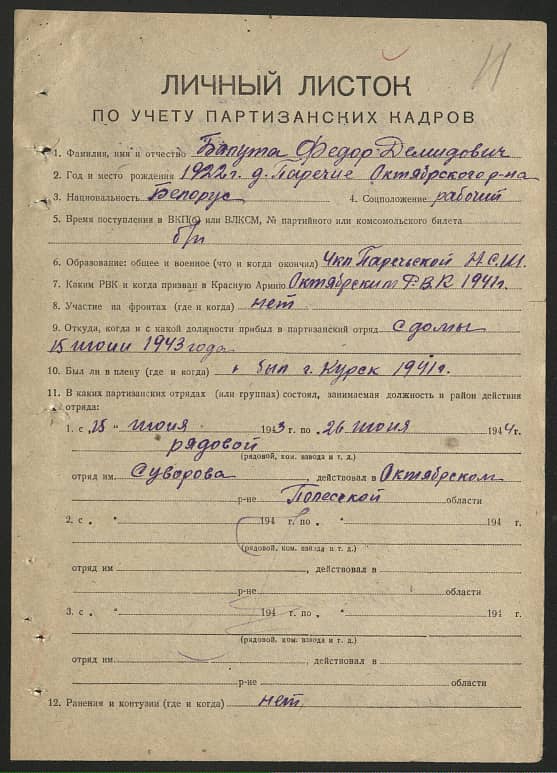 11
ЛИЧНЫЙ ЛИСТОК
ПО УЧЕТУ ПАРТИЗАНСКИХ КАДРОВ
1. Фамилия, имя и отчество Бапута Федор Демидович
2. Год и место рождения 1922 г. д. Паречие Октябрского р-на
3. Национальность Белорус 4. Соцположение рабочий
5. Время поступления в ВКП(б) или ВЛКСМ, № партийного или комсомольского билета
б/п
6. Образование: общее и военное (что и когда окончил) 4кл Паречьской Н.С.Ш.
7. Каким РВК и когда призван в Красную Армию Октябрьским Р.В.К 1941 г.
8. Участие на фронтах (где и когда) нет
9. Откуда, когда и с какой должности прибыл в партизанский отряд с домы
15 июни 1943 года
10. Был ли в плену (где и когда) был г. Курск 1941 г.
11. В каких партизанских отрядах (или группах) состоял, занимаемая должность и район действия
отряда:
1. с „15 " июня 1943 г. по „26 июня 1944 г.
рядовой
(рядовой, ком. взвода и т. д.)
отряд им. Суворова, действовал в Октябрском
р-не Полесской области
2. с „ " 194 г. по „ " 194 г.
(рядовой, ком. взвода и т. д.)
отряд им. , действовал в
р-не области
3. с „ " 194 г. по „ " 194 г.
(рядовой, ком. взвода и т. д.)
отряд им. , действовал в
р-не области
12. Ранения и контузии (где и когда) нет